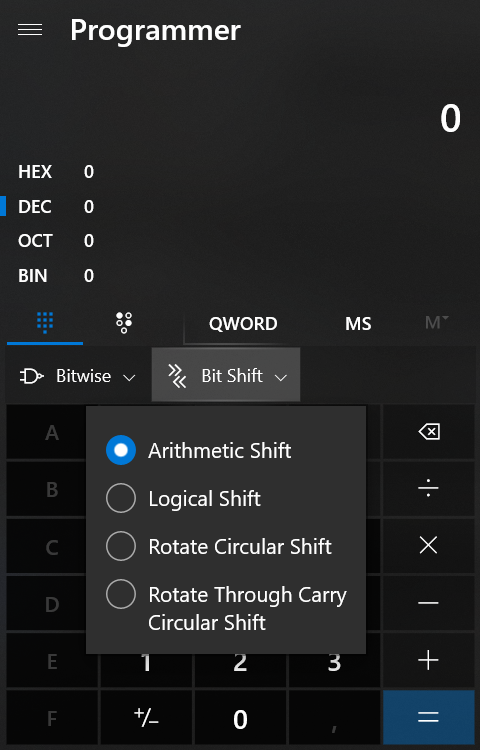 Programmer
0
HEX 0
DEC 0
OCT 0
BIN 0
QWORD MS M
Bitwise Bit Shift
A
Arithmetic Shift
B
Logical Shift
C
Rotate Circular Shift
D
Rotate Through Carry
Circular Shift
E 1 2 3 +
F +/− 0 , =
÷
×
−